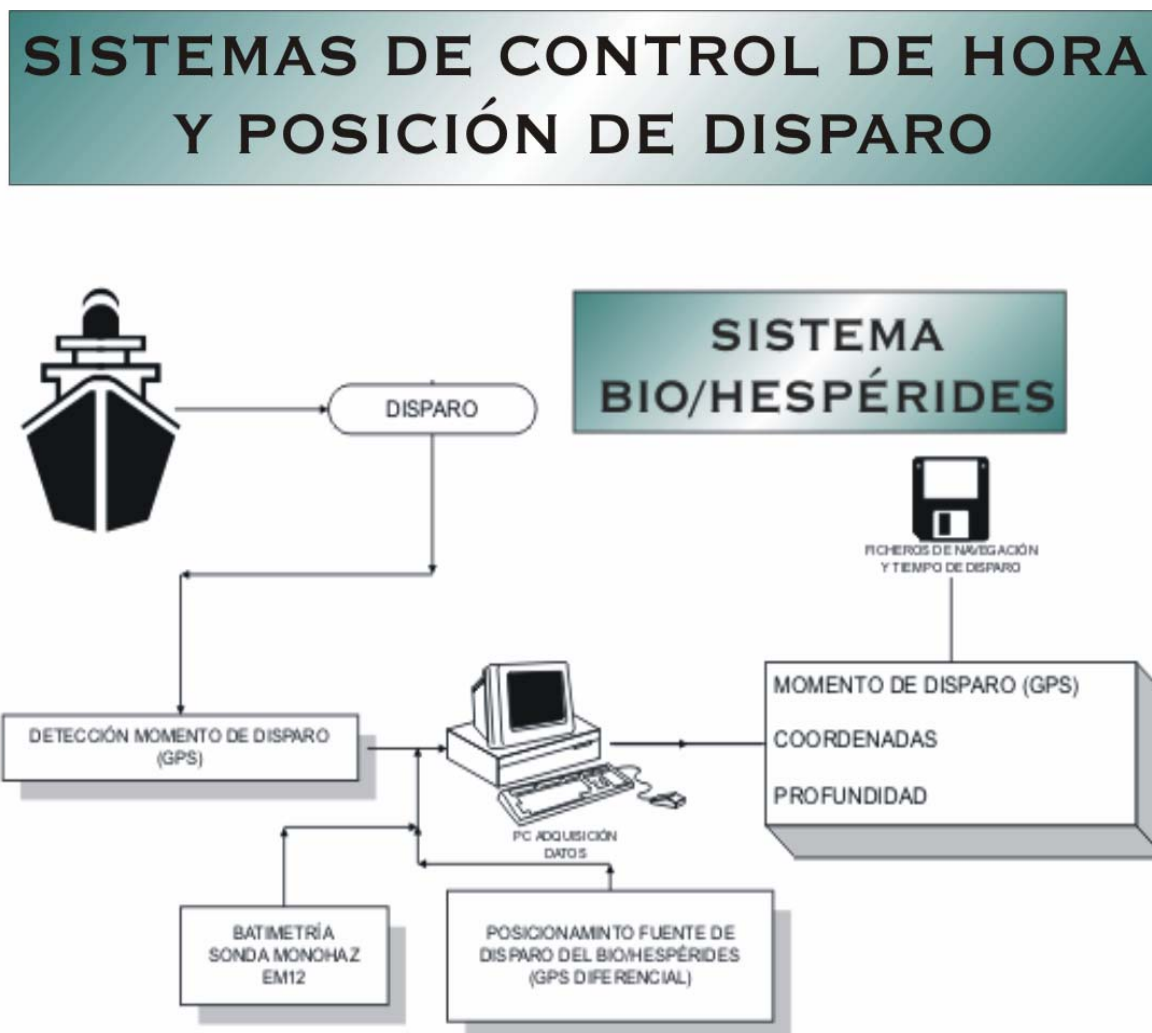 SISTEMAS DE CONTROL DE HORA
Y POSICIÓN DE DISPARO
SISTEMA
BIO/HESPÉRIDES
DISPARO
FICHEROS DE NAVEGACIÓN
Y TIEMPO DE DISPARO
MOMENTO DE DISPARO (GPS)
COORDENADAS
PROFUNDIDAD
DETECCIÓN MOMENTO DE DISPARO
(GPS)
PC ADQUISICIÓN
DATOS
BATIMETRÍA
SONDA MONOHAZ
EM12
POSICIONAMINTO FUENTE DE
DISPARO DEL BIO/HESPÉRIDES
(GPS DIFERENCIAL)